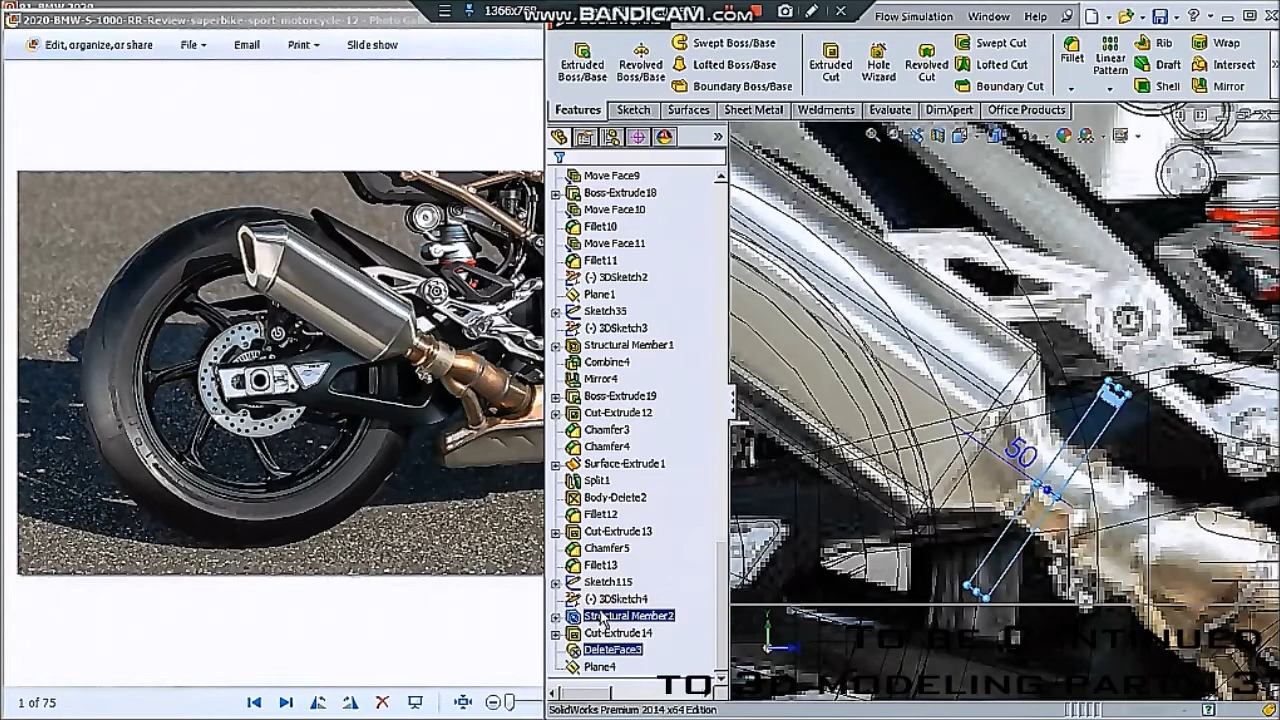 91-BMW-2020
2020-BMW-S-1000-RR-Review-superbike-sport-motorcycle-12 - Photo Ga
1366x768
www.BANDICAM.com
Flow Simulation Window Help
Edit, organize, or share File Email Print Slide show
Extruded Boss/Base
Revolved Boss/Base
Swept Boss/Base
Lofted Boss/Base
Boundary Boss/Base
Extruded Cut
Hole Wizard
Revolved Cut
Swept Cut
Lofted Cut
Boundary Cut
Fillet
Linear Pattern
Rib
Draft
Shell
Wrap
Intersect
Mirror
Features Sketch Surfaces Sheet Metal Weldments Evaluate DimXpert Office Products
Move Face9
Boss-Extrude18
Move Face10
Fillet10
Move Face11
Fillet11
(-) 3DSketch2
Plane1
Sketch35
(-) 3DSketch3
Structural Member1
Combine4
Mirror4
Boss-Extrude19
Cut-Extrude12
Chamfer3
Chamfer4
Surface-Extrude1
Split1
Body-Delete2
Fillet12
Cut-Extrude13
Chamfer5
Fillet13
Sketch115
(-) 3DSketch4
Structural Member2
Cut-Extrude14
DeleteFace3
Plane4
50
TO BE CONTINUED
TO 3D MODELING PART 13
1 of 75
SolidWorks Premium 2014 x64 Edition